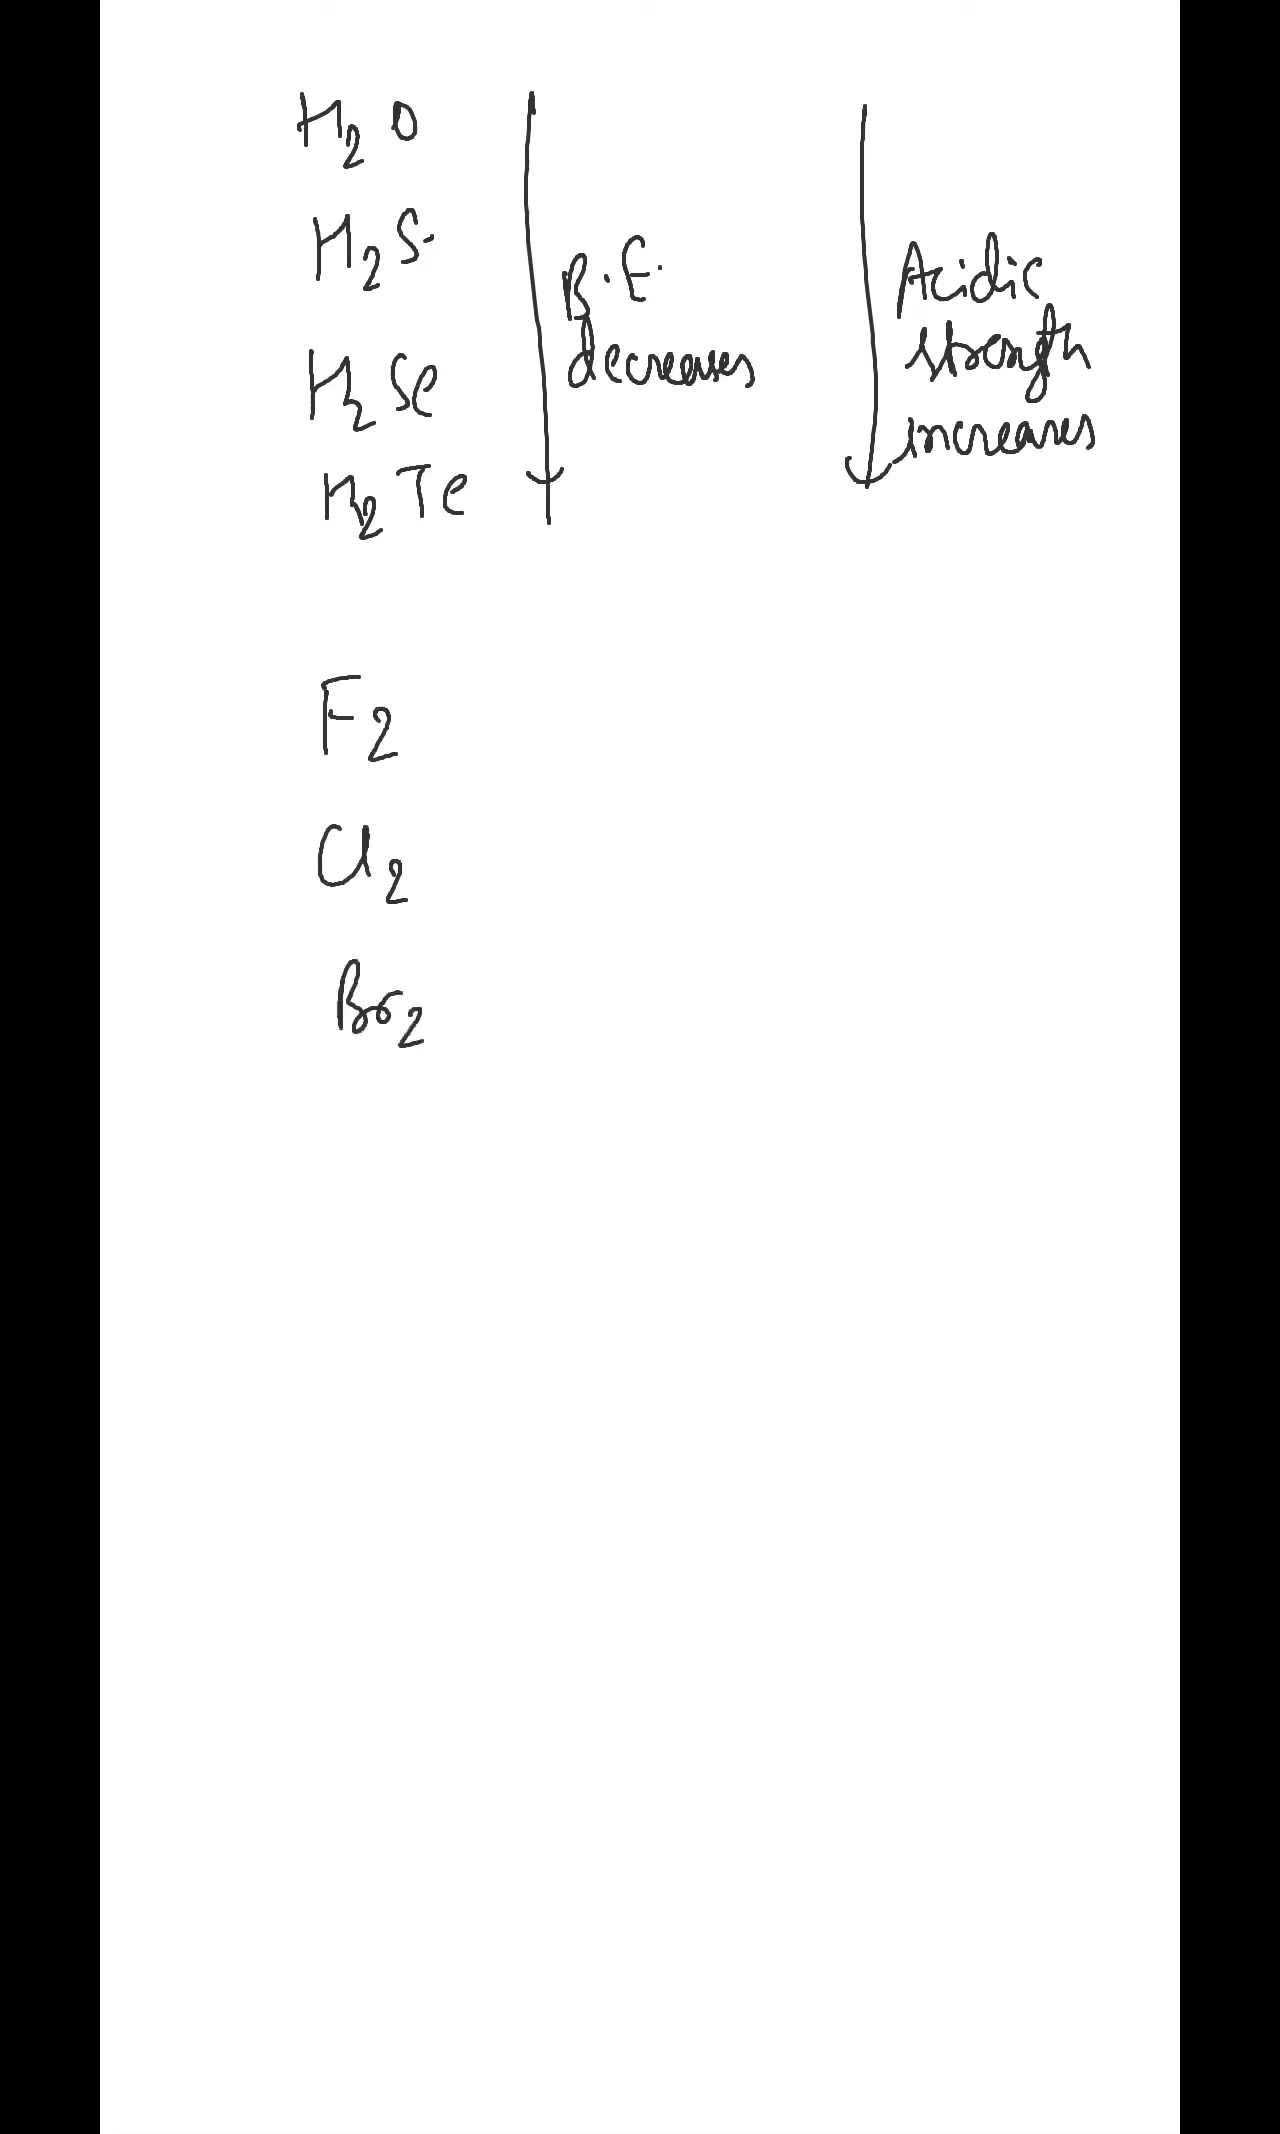 H₂O
H₂S
H₂Se
H₂Te
B.E.
decreases
Acidic
strength
increases
F₂
Cl₂
Br₂